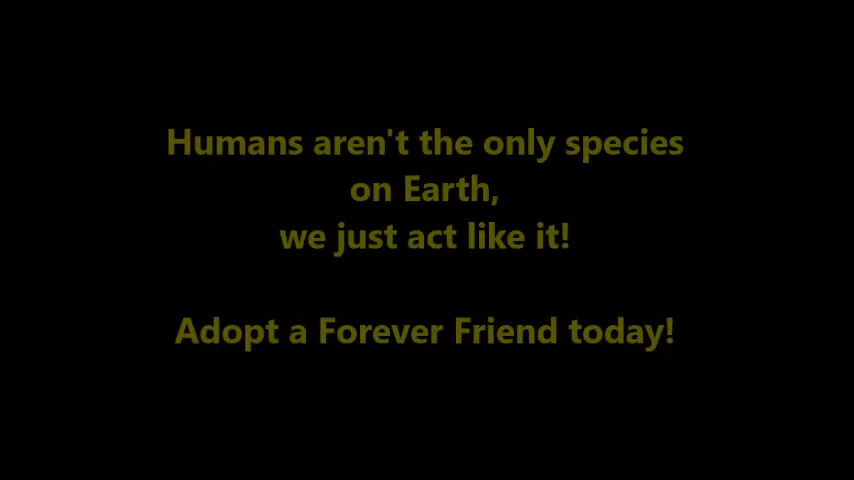 Humans aren't the only species
on Earth,
we just act like it!
Adopt a Forever Friend today!